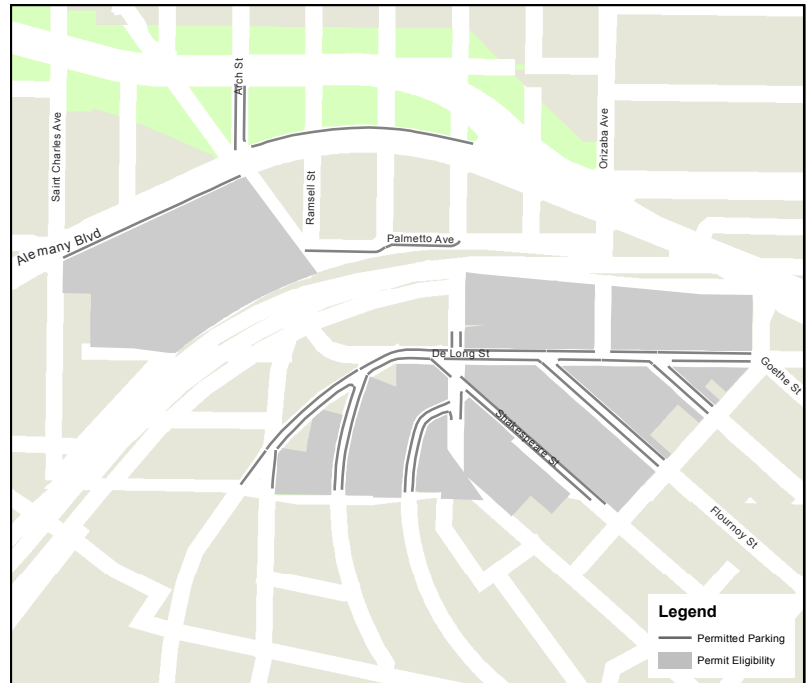 Arch St
Saint Charles Ave
Orizaba Ave
Ramsell St
Alemany Blvd
Palmetto Ave
De Long St
Goethe St
Shakespeare St
Flournoy St
Legend
Permitted Parking
Permit Eligibility